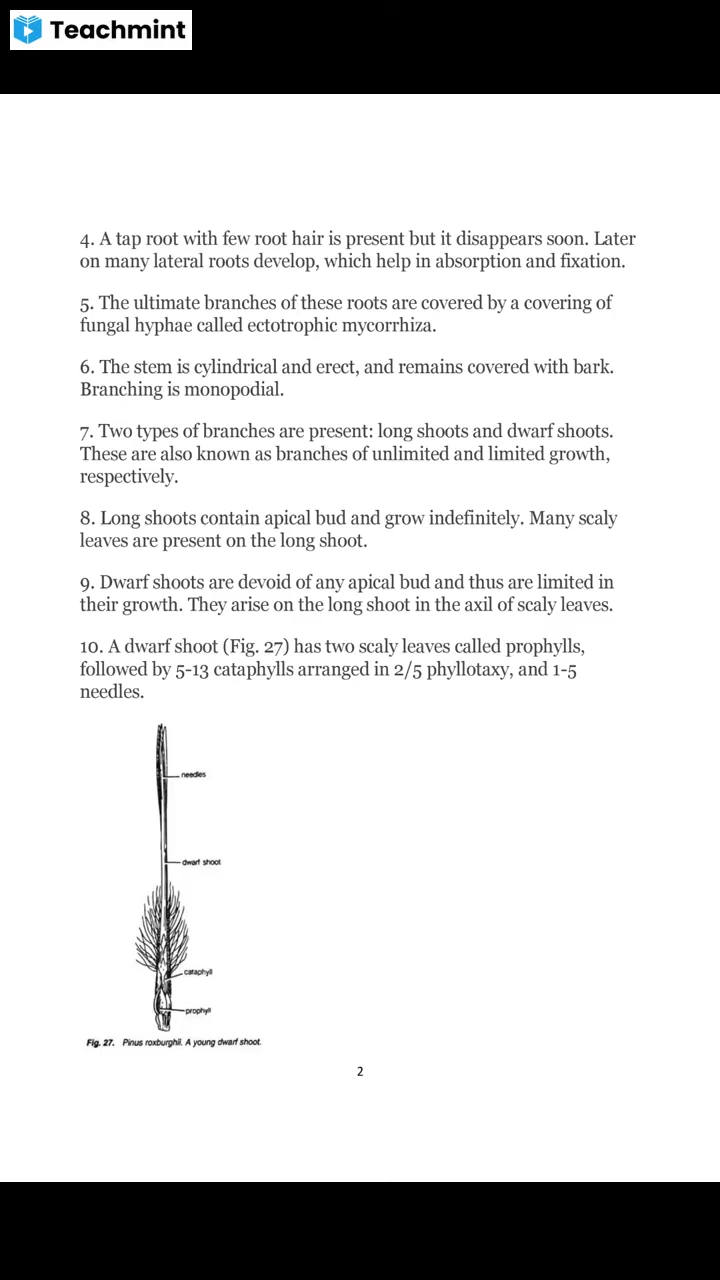 Teachmint
4. A tap root with few root hair is present but it disappears soon. Later
on many lateral roots develop, which help in absorption and fixation.
5. The ultimate branches of these roots are covered by a covering of
fungal hyphae called ectotrophic mycorrhiza.
6. The stem is cylindrical and erect, and remains covered with bark.
Branching is monopodial.
7. Two types of branches are present: long shoots and dwarf shoots.
These are also known as branches of unlimited and limited growth,
respectively.
8. Long shoots contain apical bud and grow indefinitely. Many scaly
leaves are present on the long shoot.
9. Dwarf shoots are devoid of any apical bud and thus are limited in
their growth. They arise on the long shoot in the axil of scaly leaves.
10. A dwarf shoot (Fig. 27) has two scaly leaves called prophylls,
followed by 5-13 cataphylls arranged in 2/5 phyllotaxy, and 1-5
needles.
needles
dwarf shoot
cataphyll
prophyll
Fig. 27. Pinus roxburghii. A young dwarf shoot.
2